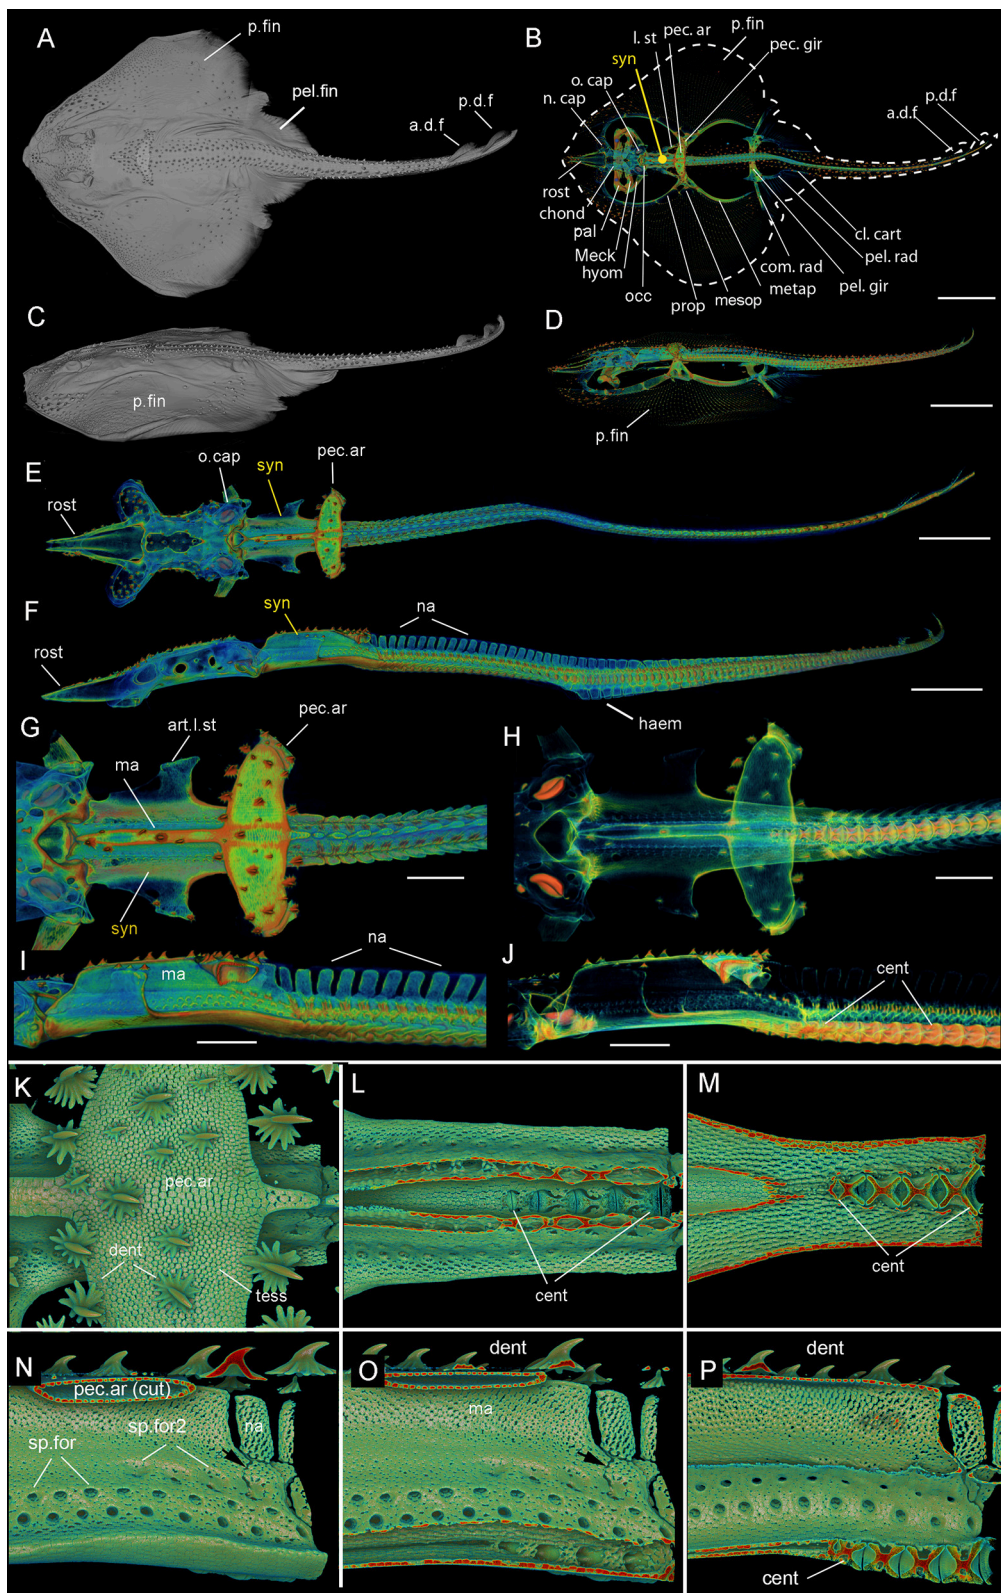 A
p.fin
pel.fin
p.d.f
a.d.f
B
p.fin
l. st
pec. ar
pec. gir
syn
o. cap
n. cap
p.d.f
a.d.f
rost
chond
pal
Meck
hyom
occ
prop
mesop
metap
com. rad
pel. gir
pel. rad
cl. cart
C
p.fin
D
p.fin
E
rost
o.cap
syn
pec.ar
F
rost
syn
na
haem
G
art.l.st
pec.ar
ma
syn
H
I
ma
na
J
cent
K
pec.ar
dent
tess
L
cent
M
cent
N
pec.ar (cut)
na
sp.for2
sp.for
O
dent
ma
P
dent
cent